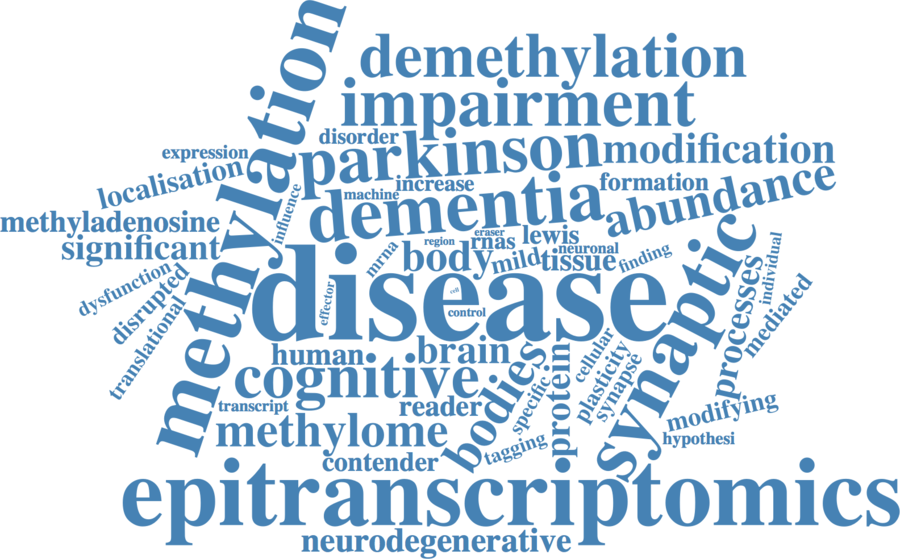 demethylation
methylation
impairment
disorder
parkinson
modification
expression
localisation
increase
machine
formation
influence
dementia
abundance
methyladenosine
significant
eraser
region
rnas
lewis
neuronal
mrna
body
mild
tissue
finding
synaptic
individual
dysfunction
disrupted
translational
disease
effector
cell
control
processes
mediated
human
brain
cognitive
bodies
specific
protein
cellular
plasticity
synapse
transcript
reader
methylome
tagging
modifying
hypothesi
contender
epitranscriptomics
neurodegenerative